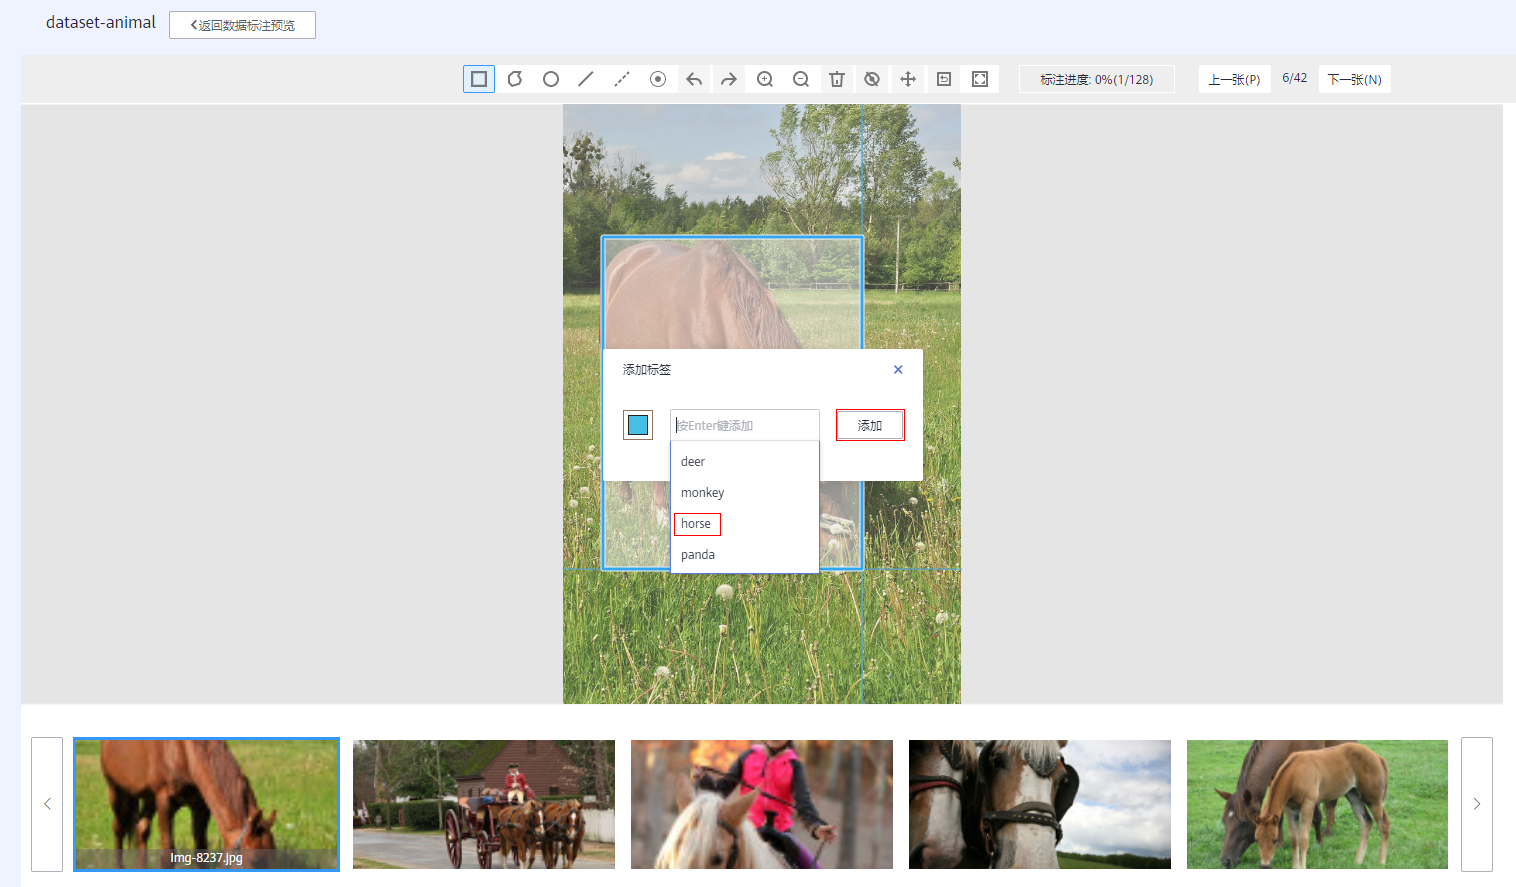 dataset-animal
返回数据标注预览
标注进度: 0%(1/128)
上一张(P)
6/42
下一张(N)
添加标签
按Enter键添加
添加
deer
monkey
horse
panda
Img-8237.jpg